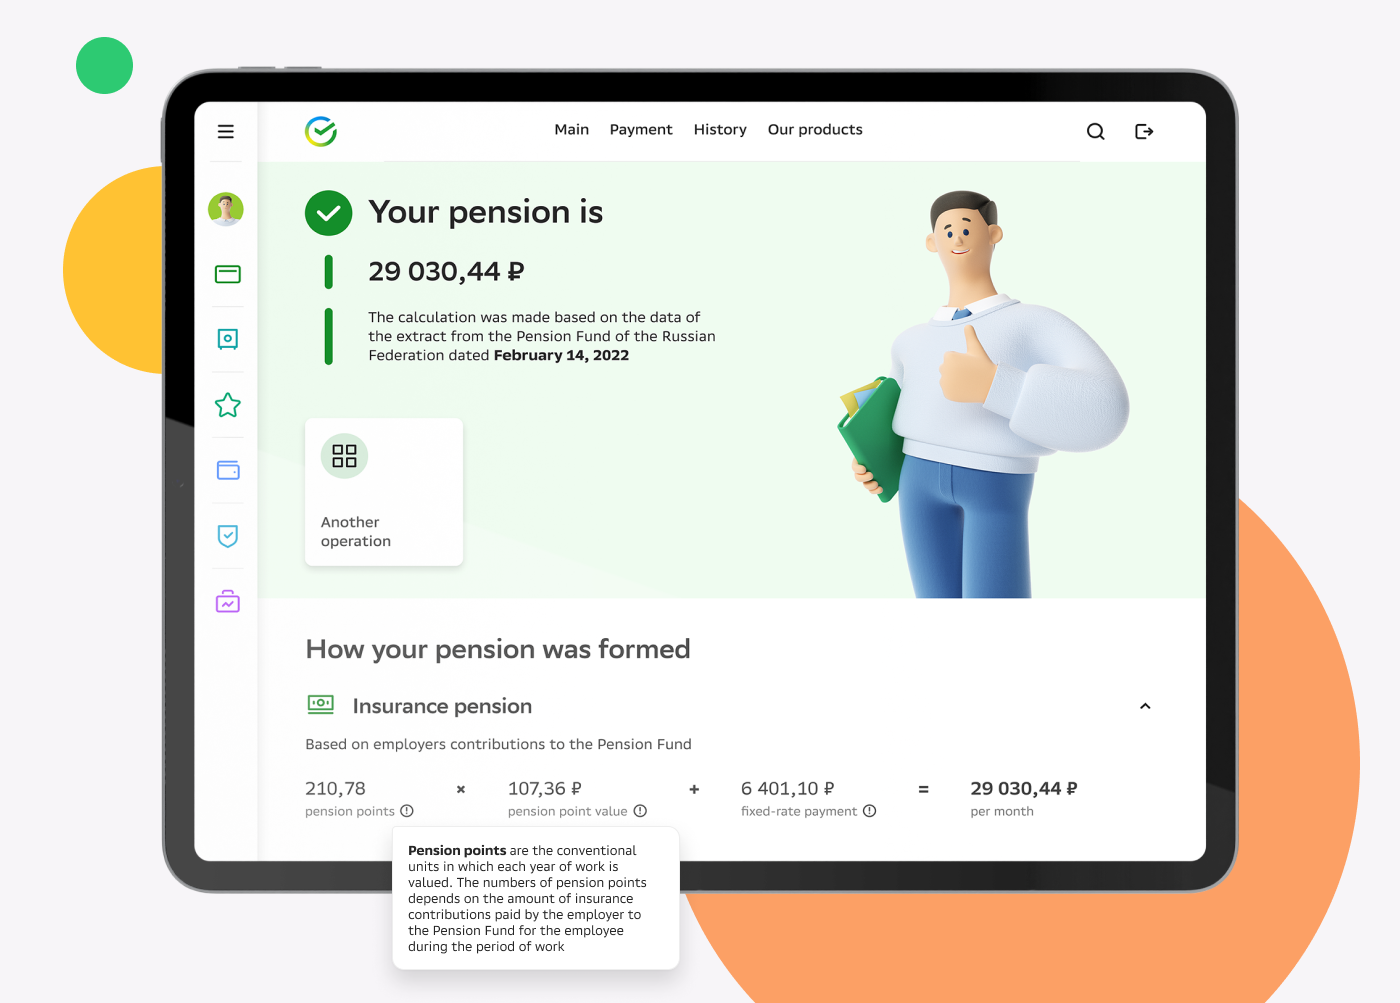 Main Payment History Our products
Your pension is
29 030,44 ₽
The calculation was made based on the data of
the extract from the Pension Fund of the Russian
Federation dated February 14, 2022
Another
operation
How your pension was formed
Insurance pension
Based on employers contributions to the Pension Fund
210,78 × 107,36 ₽ + 6 401,10 ₽ = 29 030,44 ₽
pension points pension point value fixed-rate payment per month
Pension points are the conventional
units in which each year of work is
valued. The numbers of pension points
depends on the amount of insurance
contributions paid by the employer to
the Pension Fund for the employee
during the period of work